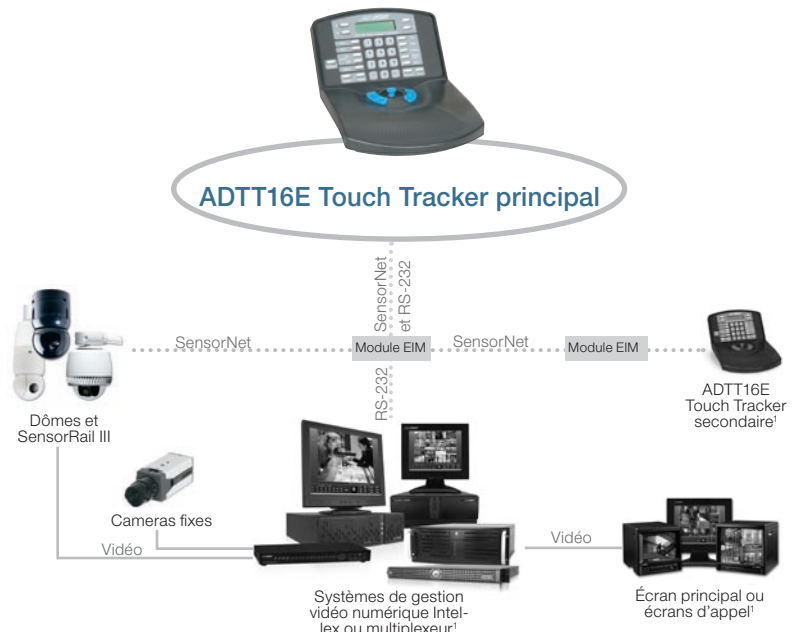 ADTT16E Touch Tracker principal
SensorNet
et RS-232
SensorNet
Module EIM
SensorNet
Module EIM
RS-232
ADTT16E
Touch Tracker
secondaire¹
Dômes et
SensorRail III
Cameras fixes
Vidéo
Vidéo
Systèmes de gestion
vidéo numérique Intel-
lex ou multiplexeur¹
Écran principal ou
écrans d'appel¹